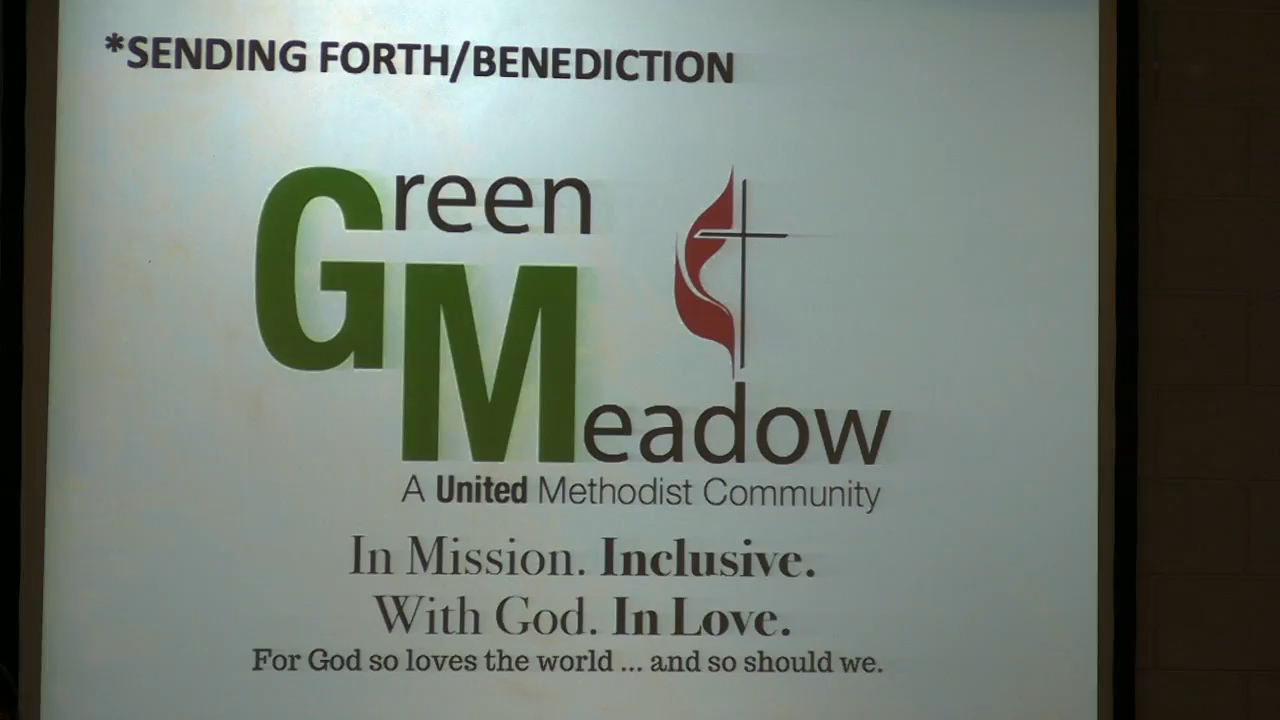 *SENDING FORTH/BENEDICTION
Green
Meadow
A United Methodist Community
In Mission. Inclusive.
With God. In Love.
For God so loves the world ... and so should we.